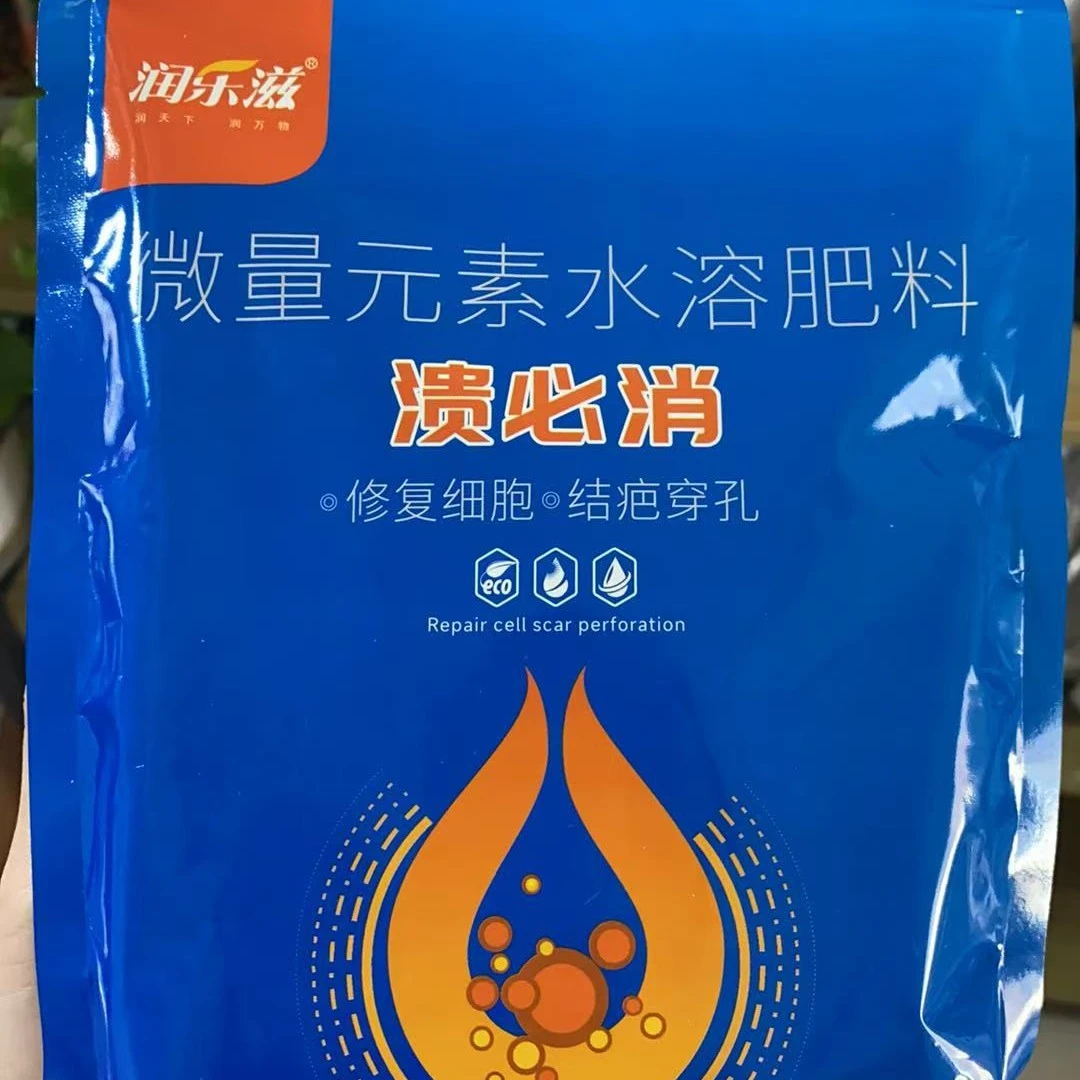 润乐滋®
润天下 润万物
微量元素水溶肥料
溃必消
◎修复细胞◎结疤穿孔
eco
Repair cell scar perforation